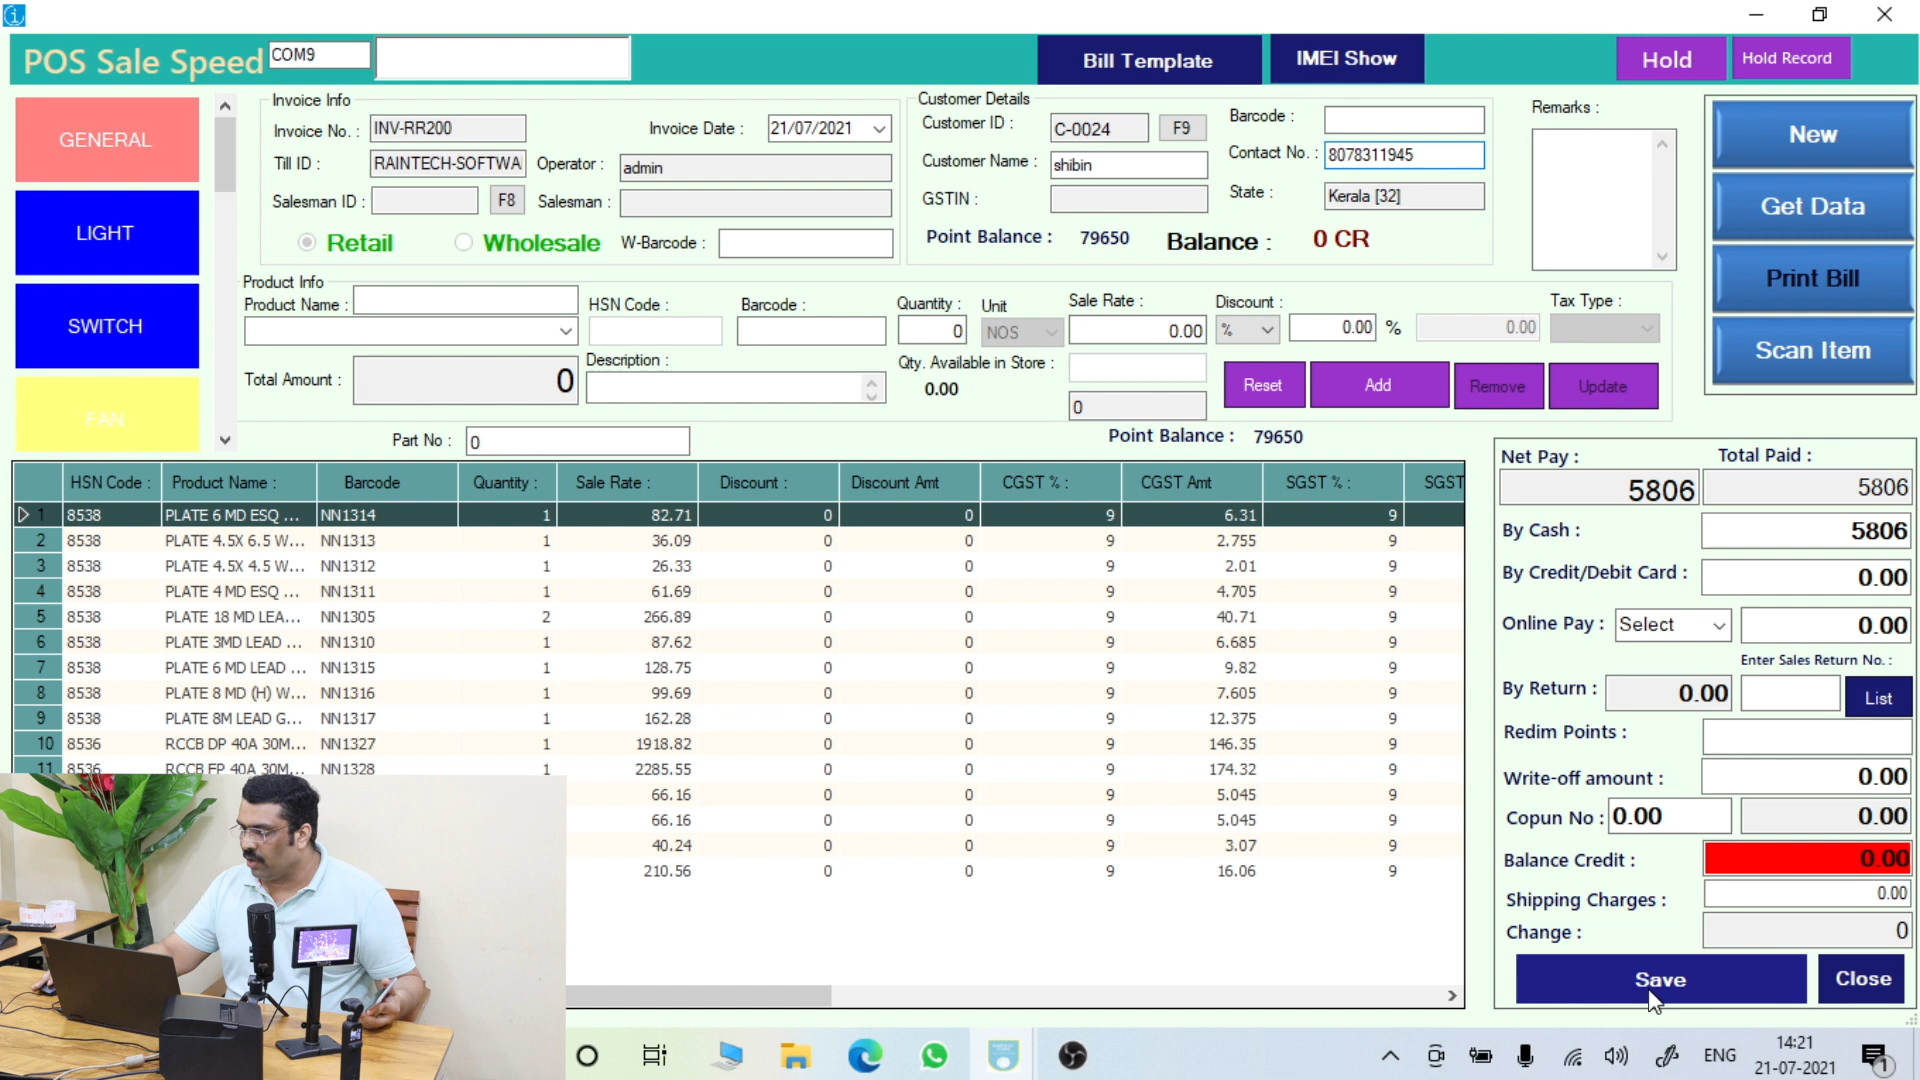 POS Sale Speed COM9 Bill Template IMEI Show Hold Hold Record
GENERAL
LIGHT
SWITCH
FAN
Invoice Info
Invoice No. : INV-RR200 Invoice Date : 21/07/2021
Till ID : RAINTECH-SOFTWA Operator : admin
Salesman ID : F8 Salesman :
Retail Wholesale W-Barcode :
Customer Details
Customer ID : C-0024 F9 Barcode :
Customer Name : shibin Contact No. : 8078311945
GSTIN : State : Kerala [32]
Point Balance : 79650 Balance : 0 CR
Remarks :
New
Get Data
Print Bill
Scan Item
Product Info
Product Name : HSN Code : Barcode : Quantity : Unit Sale Rate : Discount : Tax Type :
0 NOS 0.00 % 0.00 % 0.00
Total Amount : 0 Description : Qty. Available in Store :
0.00 0
Reset Add Remove Update
Part No : 0 Point Balance : 79650
HSN Code : Product Name : Barcode Quantity : Sale Rate : Discount : Discount Amt CGST % : CGST Amt SGST % : SGST
1 8538 PLATE 6 MD ESQ ... NN1314 1 82.71 0 0 9 6.31 9
2 8538 PLATE 4.5X 6.5 W... NN1313 1 36.09 0 0 9 2.755 9
3 8538 PLATE 4.5X 4.5 W... NN1312 1 26.33 0 0 9 2.01 9
4 8538 PLATE 4 MD ESQ ... NN1311 1 61.69 0 0 9 4.705 9
5 8538 PLATE 18 MD LEA... NN1305 2 266.89 0 0 9 40.71 9
6 8538 PLATE 3MD LEAD ... NN1310 1 87.62 0 0 9 6.685 9
7 8538 PLATE 6 MD LEAD ... NN1315 1 128.75 0 0 9 9.82 9
8 8538 PLATE 8 MD (H) W... NN1316 1 99.69 0 0 9 7.605 9
9 8538 PLATE 8M LEAD G... NN1317 1 162.28 0 0 9 12.375 9
10 8536 RCCB DP 40A 30M... NN1327 1 1918.82 0 0 9 146.35 9
11 8536 RCCB FP 40A 30M... NN1328 1 2285.55 0 0 9 174.32 9
66.16 0 0 9 5.045 9
66.16 0 0 9 5.045 9
40.24 0 0 9 3.07 9
210.56 0 0 9 16.06 9
Net Pay : Total Paid :
5806 5806
By Cash : 5806
By Credit/Debit Card : 0.00
Online Pay : Select 0.00
Enter Sales Return No. :
By Return : 0.00 List
Redim Points :
Write-off amount : 0.00
Copun No : 0.00 0.00
Balance Credit : 0.00
Shipping Charges : 0.00
Change : 0
Save Close
ENG 14:21
21-07-2021 1